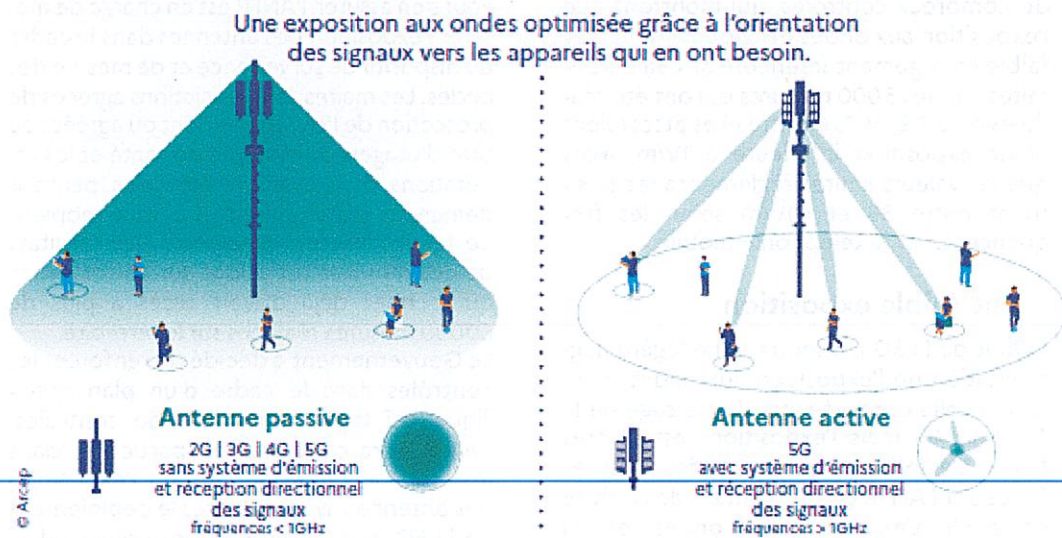 Une exposition aux ondes optimisée grâce à l'orientation
des signaux vers les appareils qui en ont besoin.
Antenne passive
2G | 3G | 4G | 5G
sans système d'émission
et réception directionnel
des signaux
fréquences < 1GHz
Antenne active
5G
avec système d'émission
et réception directionnel
des signaux
fréquences > 1GHz
© Arcep